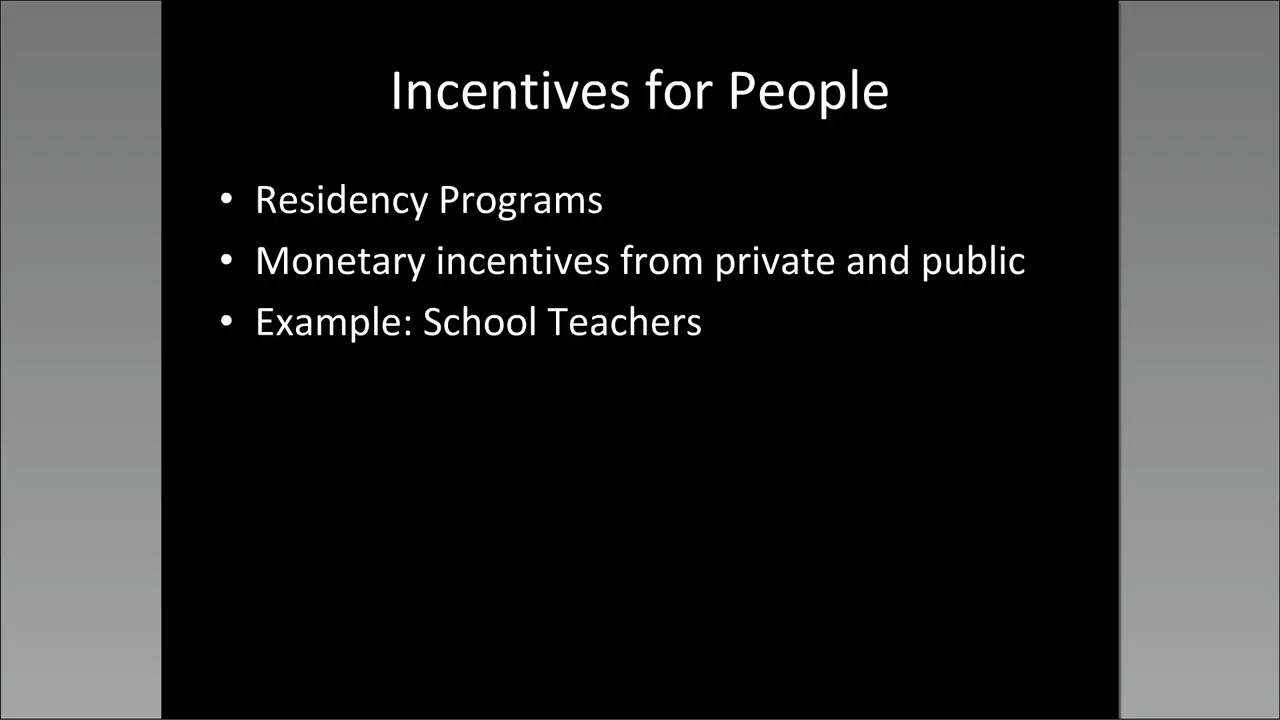 Incentives for People
• Residency Programs
• Monetary incentives from private and public
• Example: School Teachers